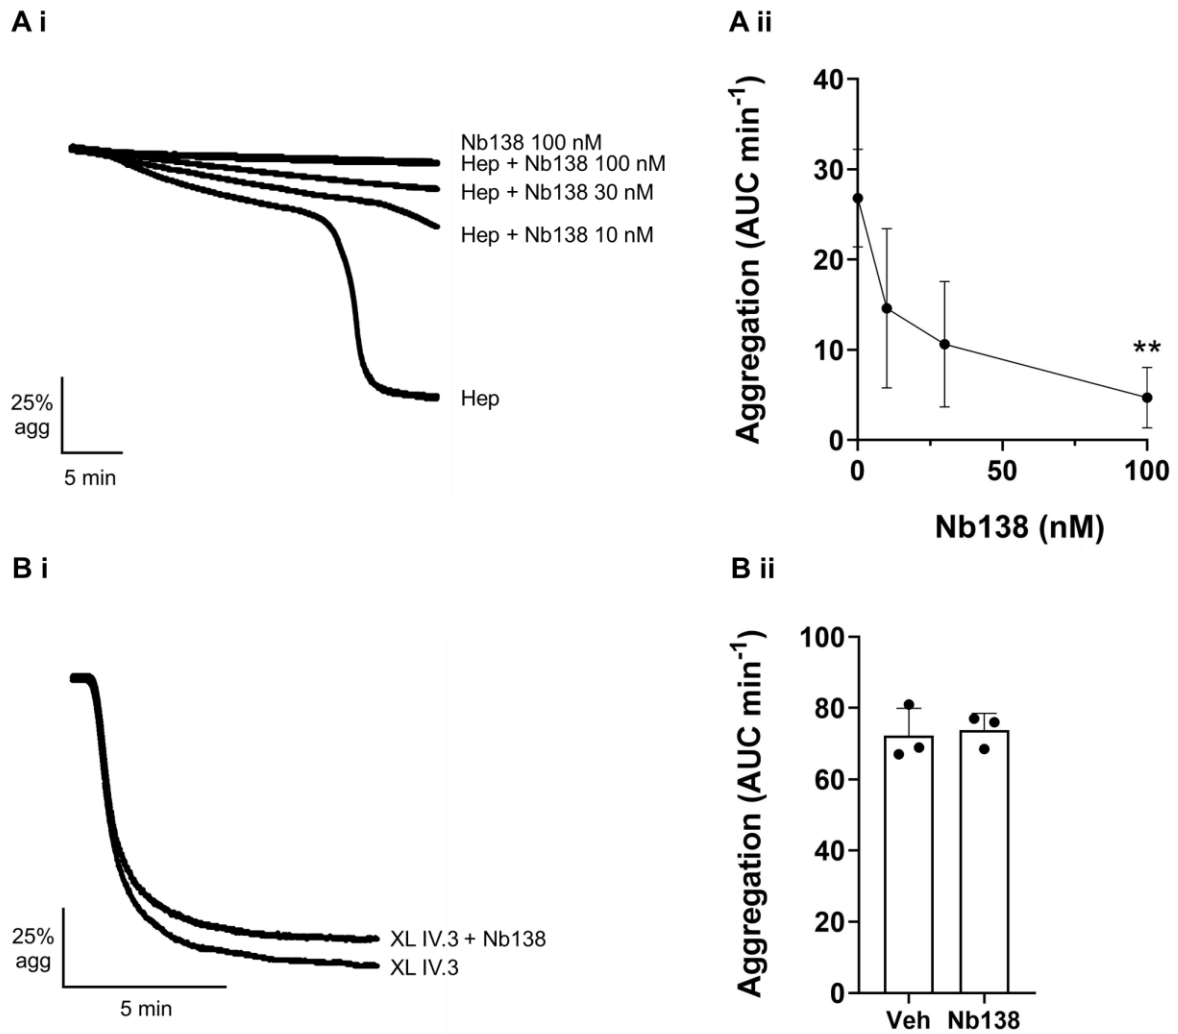 A i
Nb138 100 nM
Hep + Nb138 100 nM
Hep + Nb138 30 nM
Hep + Nb138 10 nM
Hep
25%
agg
5 min
A ii
Aggregation (AUC min⁻¹)
40
30
20
10
0
**
0 50 100
Nb138 (nM)
B i
XL IV.3 + Nb138
XL IV.3
25%
agg
5 min
B ii
Aggregation (AUC min⁻¹)
100
80
60
40
20
0
Veh Nb138